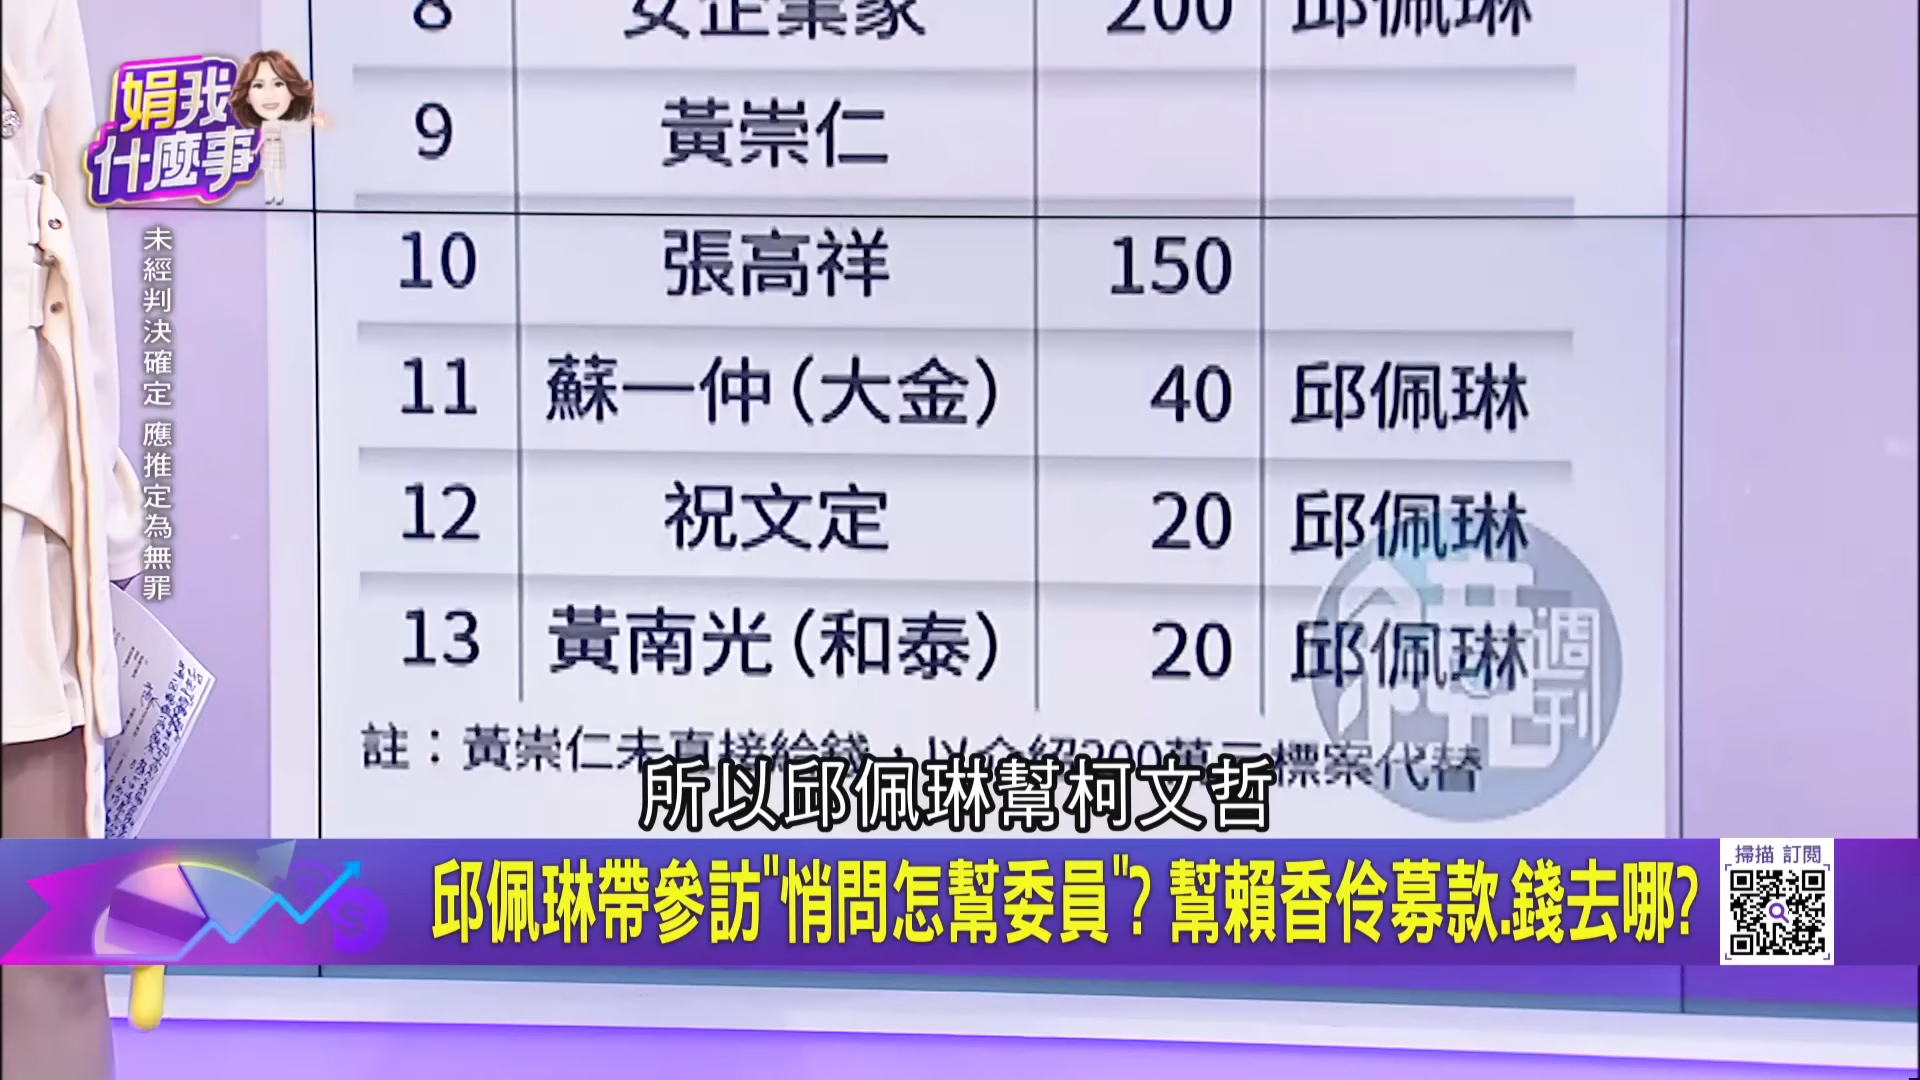 娟我
什麼事
未經判決確定 應推定為無罪
8 女企業家 200 邱佩琳
9 黃崇仁
10 張高祥 150
11 蘇一仲(大金) 40 邱佩琳
12 祝文定 20 邱佩琳
13 黃南光(和泰) 20 邱佩琳
註：黃崇仁未直接給錢，以介紹200萬元標案代替
鏡週刊
所以邱佩琳幫柯文哲
邱佩琳帶參訪"悄問怎幫委員"? 幫賴香伶募款.錢去哪?
掃描 訂閱